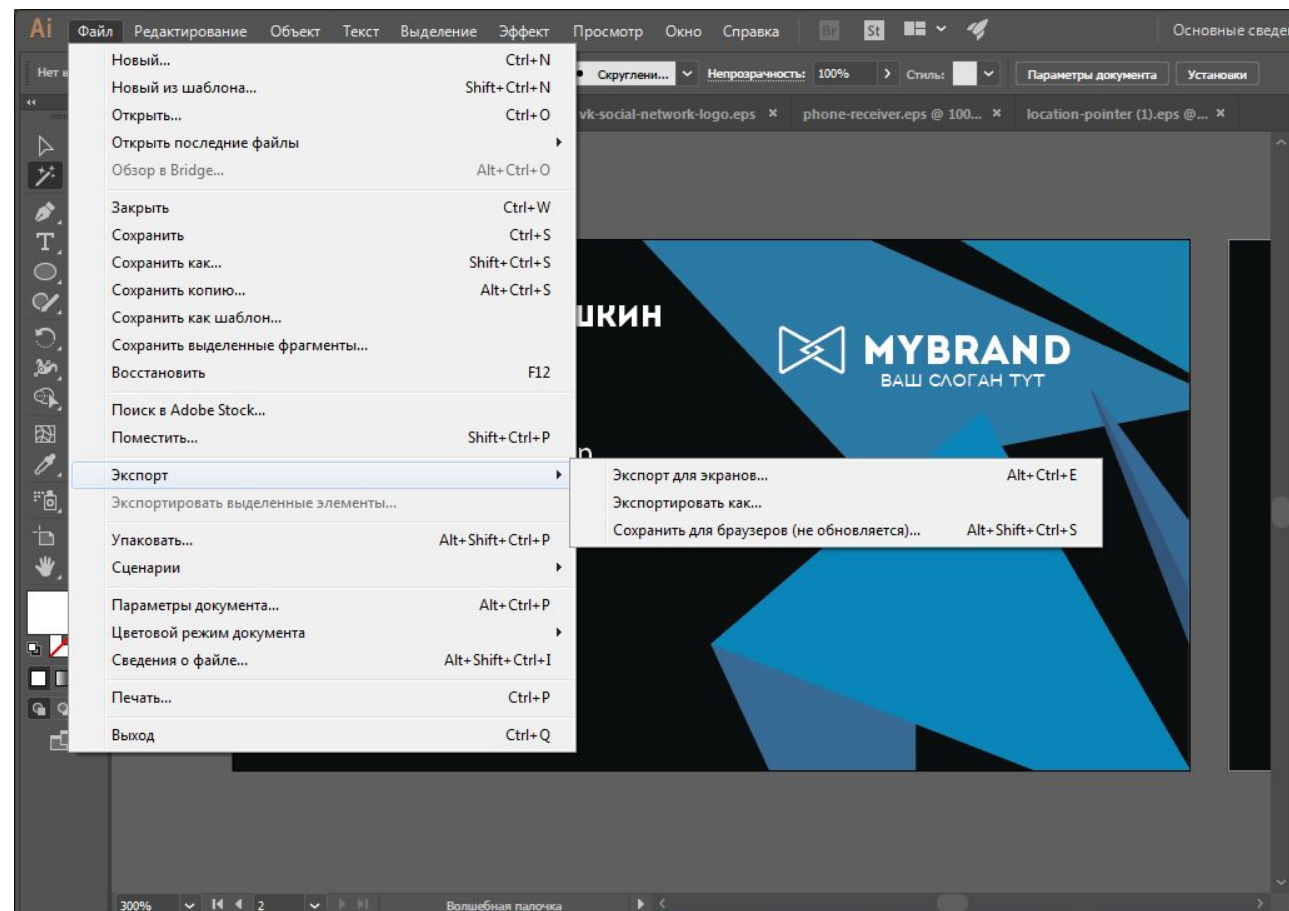 Ai Файл Редактирование Объект Текст Выделение Эффект Просмотр Окно Справка Br St
Скруглени... Непрозрачность: 100% Стиль: Параметры документа Установки
vk-social-network-logo.eps × phone-receiver.eps @ 100... × location-pointer (1).eps @... ×
Новый... Ctrl+N
Новый из шаблона... Shift+Ctrl+N
Открыть... Ctrl+O
Открыть последние файлы
Обзор в Bridge... Alt+Ctrl+O
Закрыть Ctrl+W
Сохранить Ctrl+S
Сохранить как... Shift+Ctrl+S
Сохранить копию... Alt+Ctrl+S
Сохранить как шаблон...
Сохранить выделенные фрагменты...
Восстановить F12
Поиск в Adobe Stock...
Поместить... Shift+Ctrl+P
Экспорт
Экспортировать выделенные элементы...
Упаковать... Alt+Shift+Ctrl+P
Сценарии
Параметры документа... Alt+Ctrl+P
Цветовой режим документа
Сведения о файле... Alt+Shift+Ctrl+I
Печать... Ctrl+P
Выход Ctrl+Q
Экспорт для экранов... Alt+Ctrl+E
Экспортировать как...
Сохранить для браузеров (не обновляется)... Alt+Shift+Ctrl+S
шкин
MYBRAND
ВАШ СЛОГАН ТУТ
300% 2 Волшебная палочка